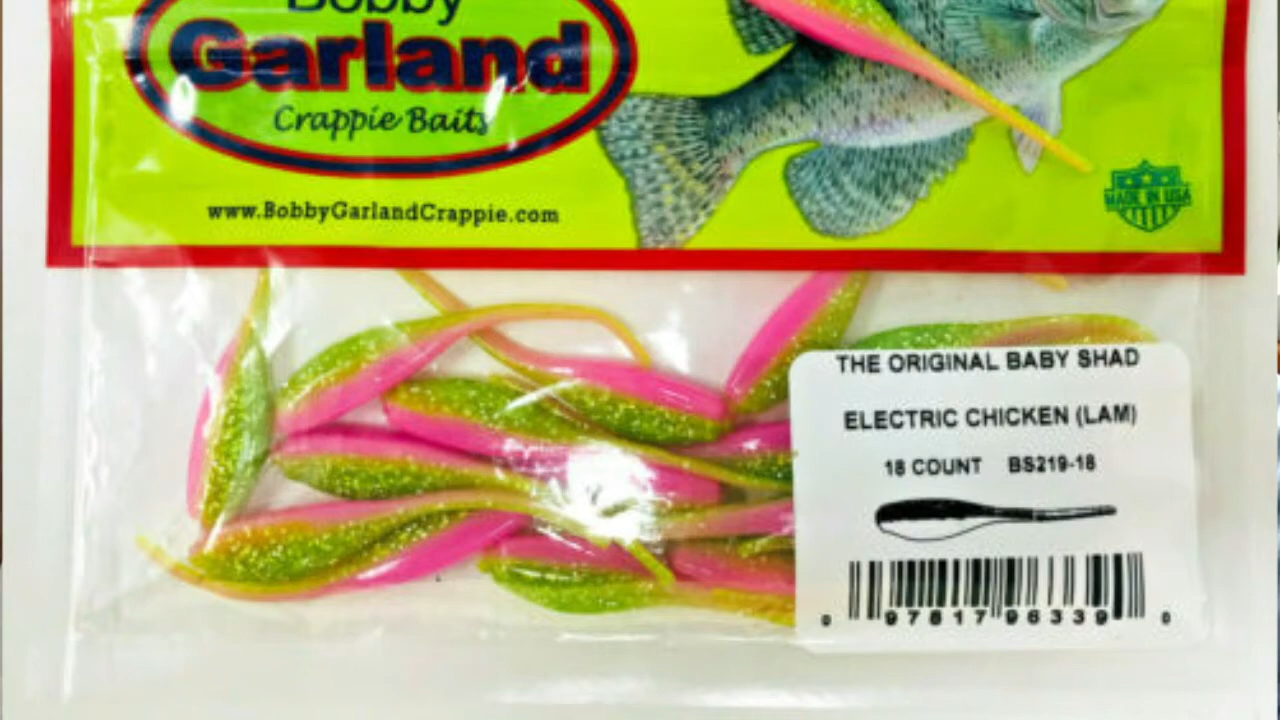 Bobby
Garland
Crappie Baits
www.BobbyGarlandCrappie.com
MADE IN USA
THE ORIGINAL BABY SHAD
ELECTRIC CHICKEN (LAM)
18 COUNT BS219-18
0 97817 96339 0